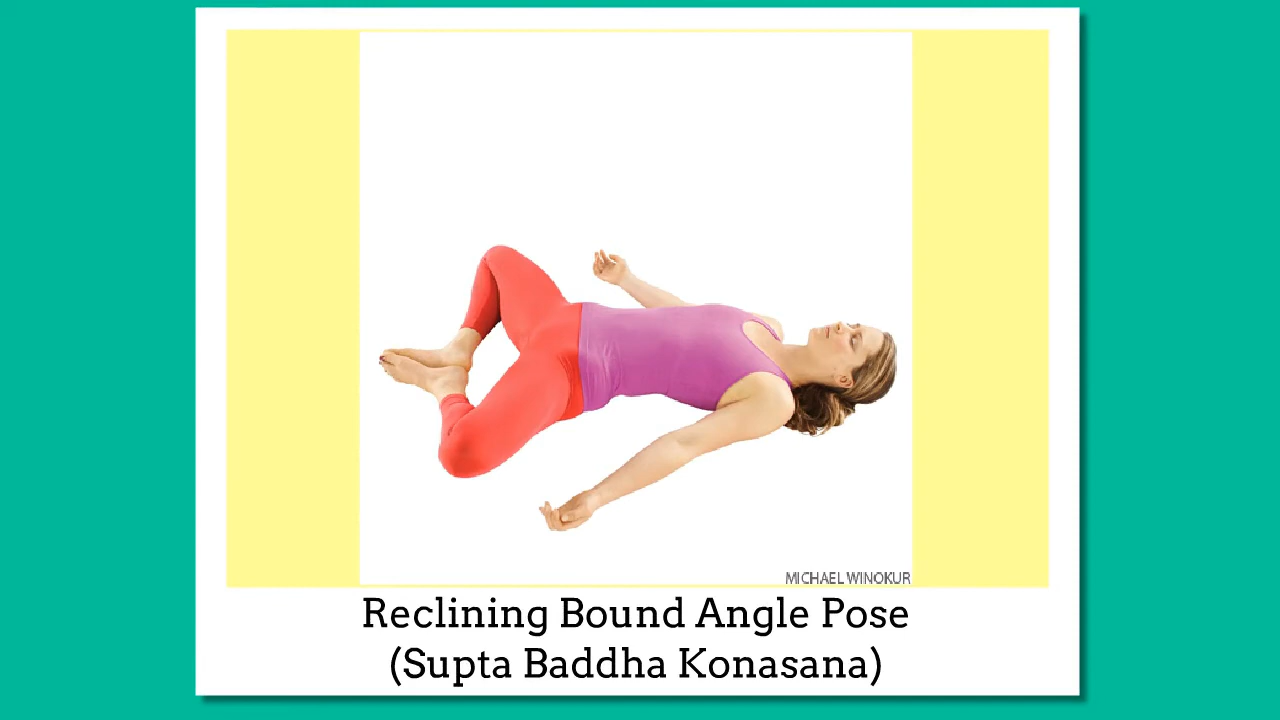 MICHAEL WINOKUR
Reclining Bound Angle Pose
(Supta Baddha Konasana)